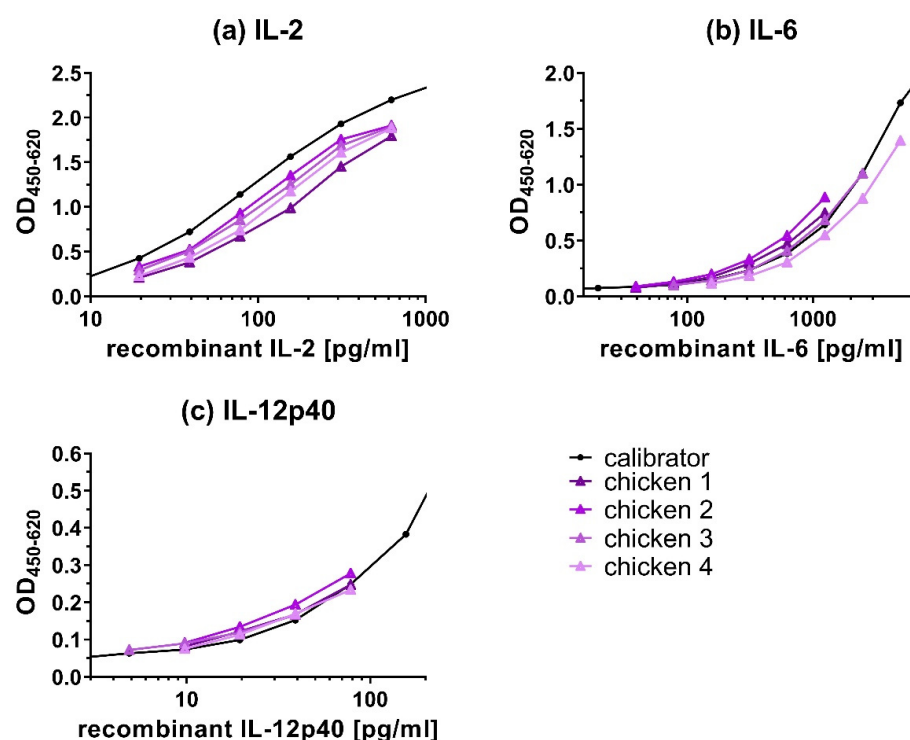 (a) IL-2
2.5
2.0
1.5
1.0
0.5
0.0
OD450-620
10
100
1000
recombinant IL-2 [pg/ml]
(b) IL-6
2.0
1.5
1.0
0.5
0.0
OD450-620
100
1000
recombinant IL-6 [pg/ml]
(c) IL-12p40
0.6
0.5
0.4
0.3
0.2
0.1
0.0
OD450-620
10
100
recombinant IL-12p40 [pg/ml]
calibrator
chicken 1
chicken 2
chicken 3
chicken 4